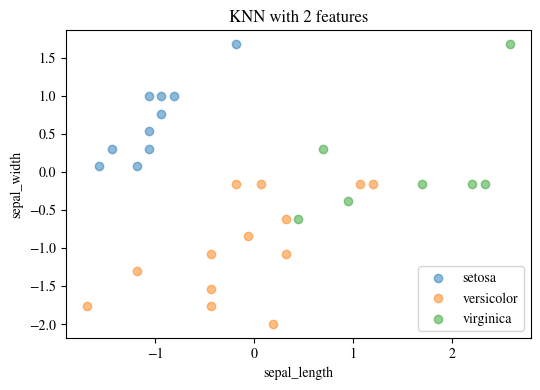 KNN with 2 features
sepal_width
1.5
1.0
0.5
0.0
−0.5
−1.0
−1.5
−2.0
−1
0
1
2
sepal_length
setosa
versicolor
virginica